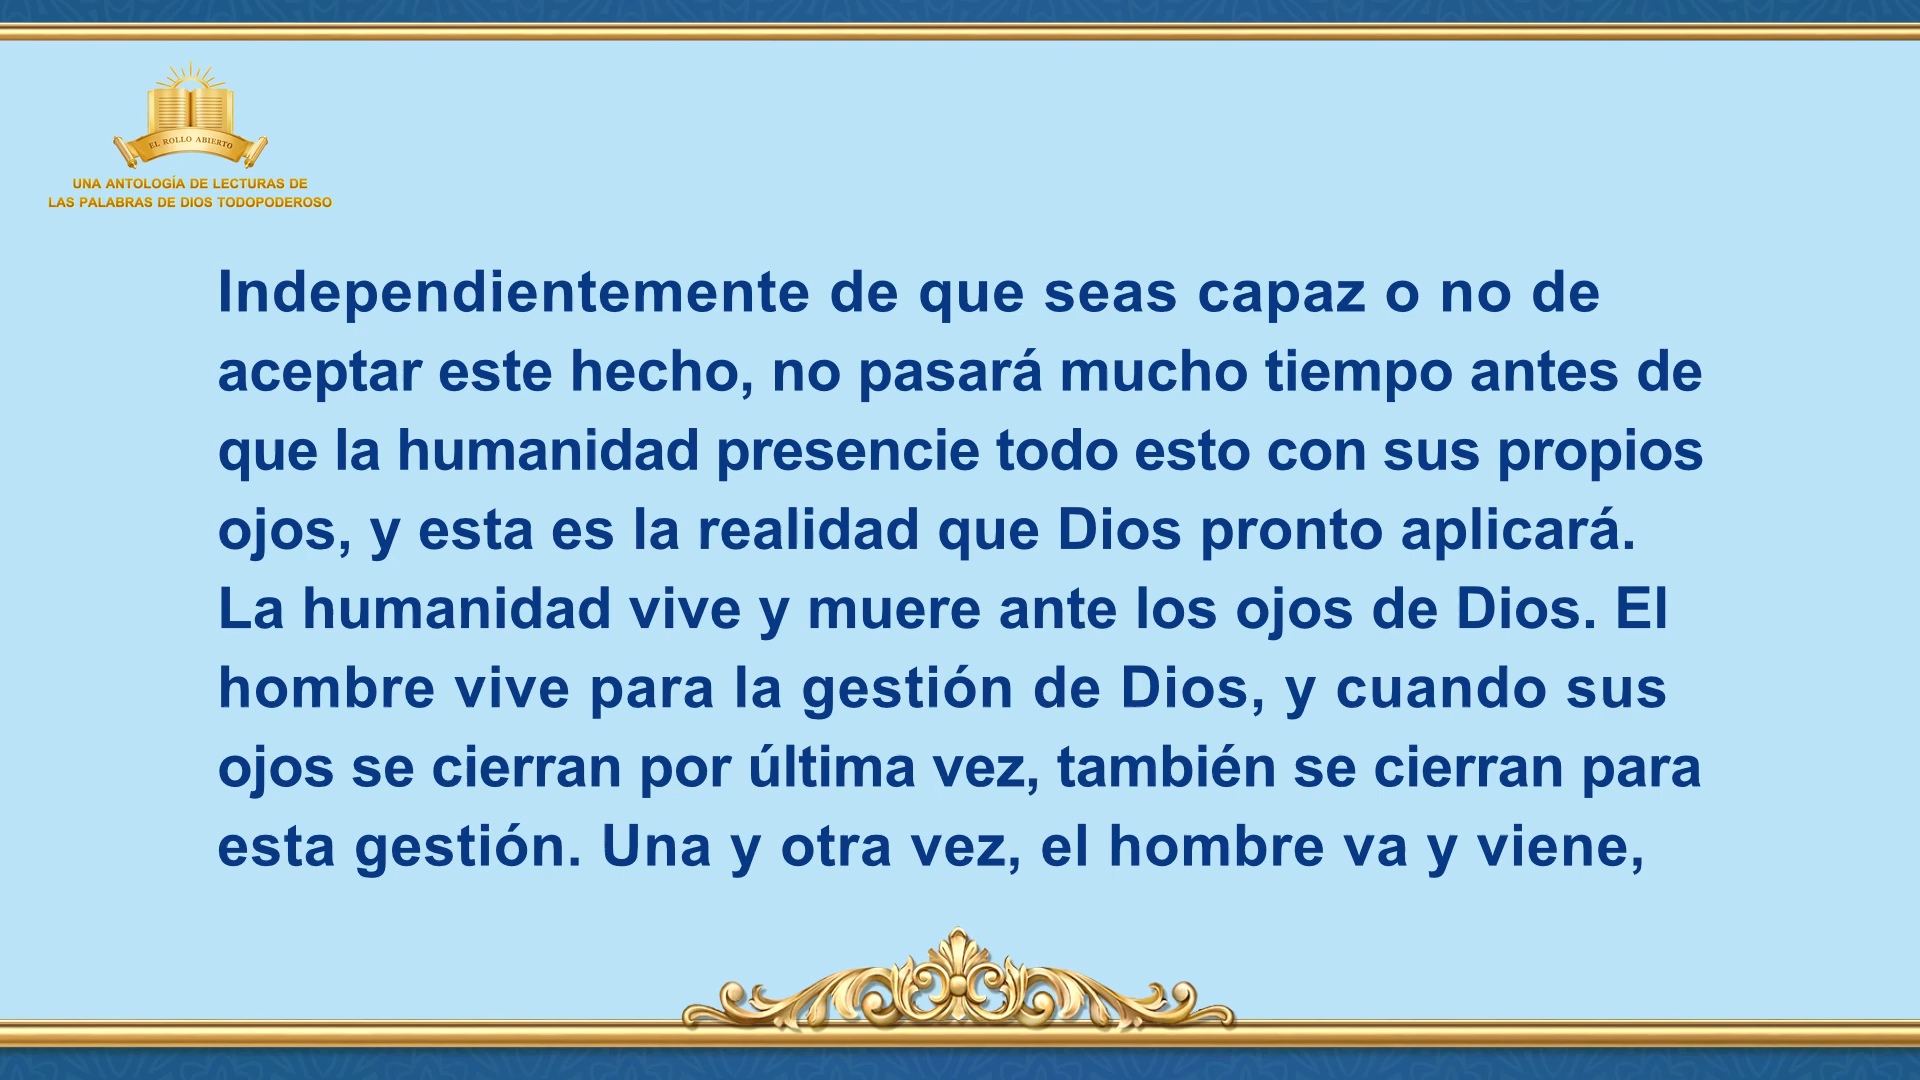 EL ROLLO ABIERTO
UNA ANTOLOGÍA DE LECTURAS DE
LAS PALABRAS DE DIOS TODOPODEROSO
Independientemente de que seas capaz o no de
aceptar este hecho, no pasará mucho tiempo antes de
que la humanidad presencie todo esto con sus propios
ojos, y esta es la realidad que Dios pronto aplicará.
La humanidad vive y muere ante los ojos de Dios. El
hombre vive para la gestión de Dios, y cuando sus
ojos se cierran por última vez, también se cierran para
esta gestión. Una y otra vez, el hombre va y viene,